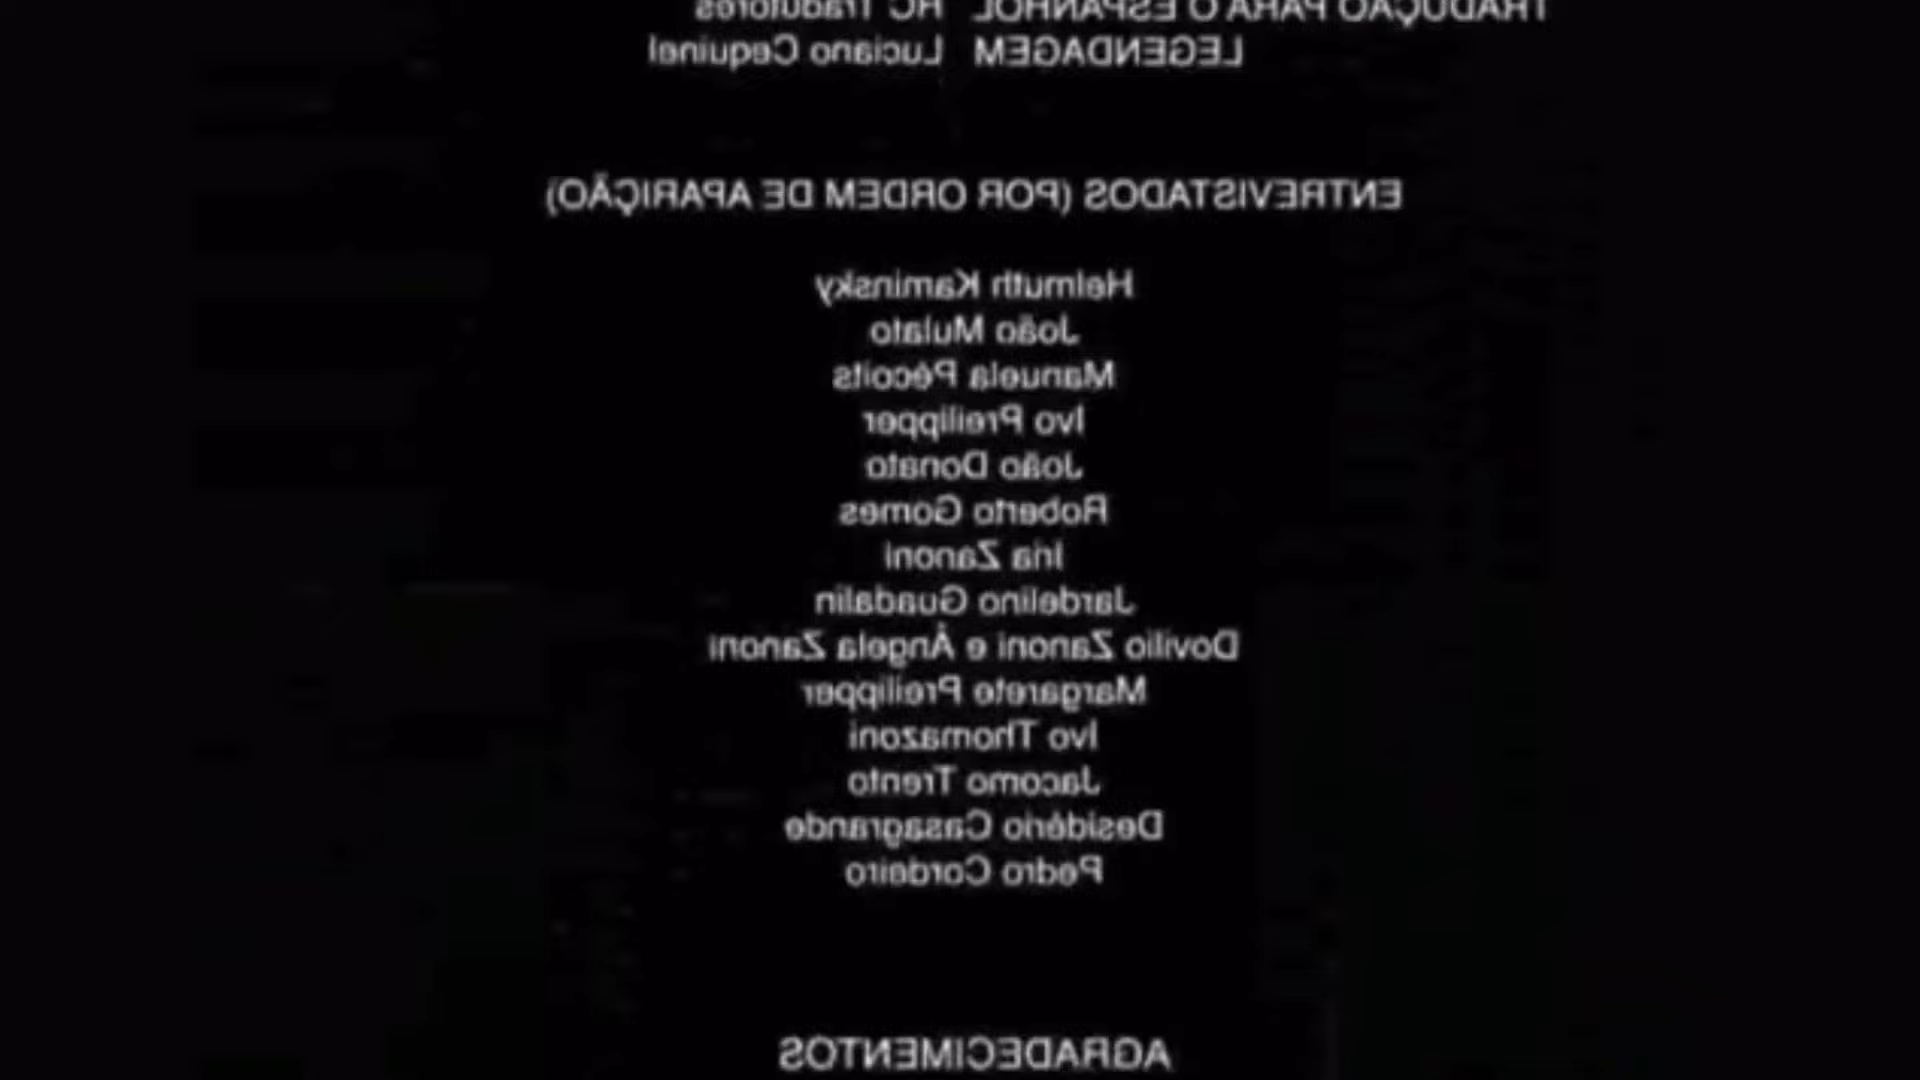 TRADUÇÃO PARA O ESPANHOL RC Tradutores
LEGENDAGEM Luciano Cequinel
ENTREVISTADOS (POR ORDEM DE APARIÇÃO)
Helmuth Kaminsky
João Mulato
Manuela Pécoits
Ivo Preilipper
João Donato
Roberto Gomes
Iria Zanoni
Jardelino Guadalin
Dovilio Zanoni e Ângela Zanoni
Margarete Preilipper
Ivo Thomazoni
Jacomo Trento
Desidério Casagrande
Pedro Cordeiro
AGRADECIMENTOS